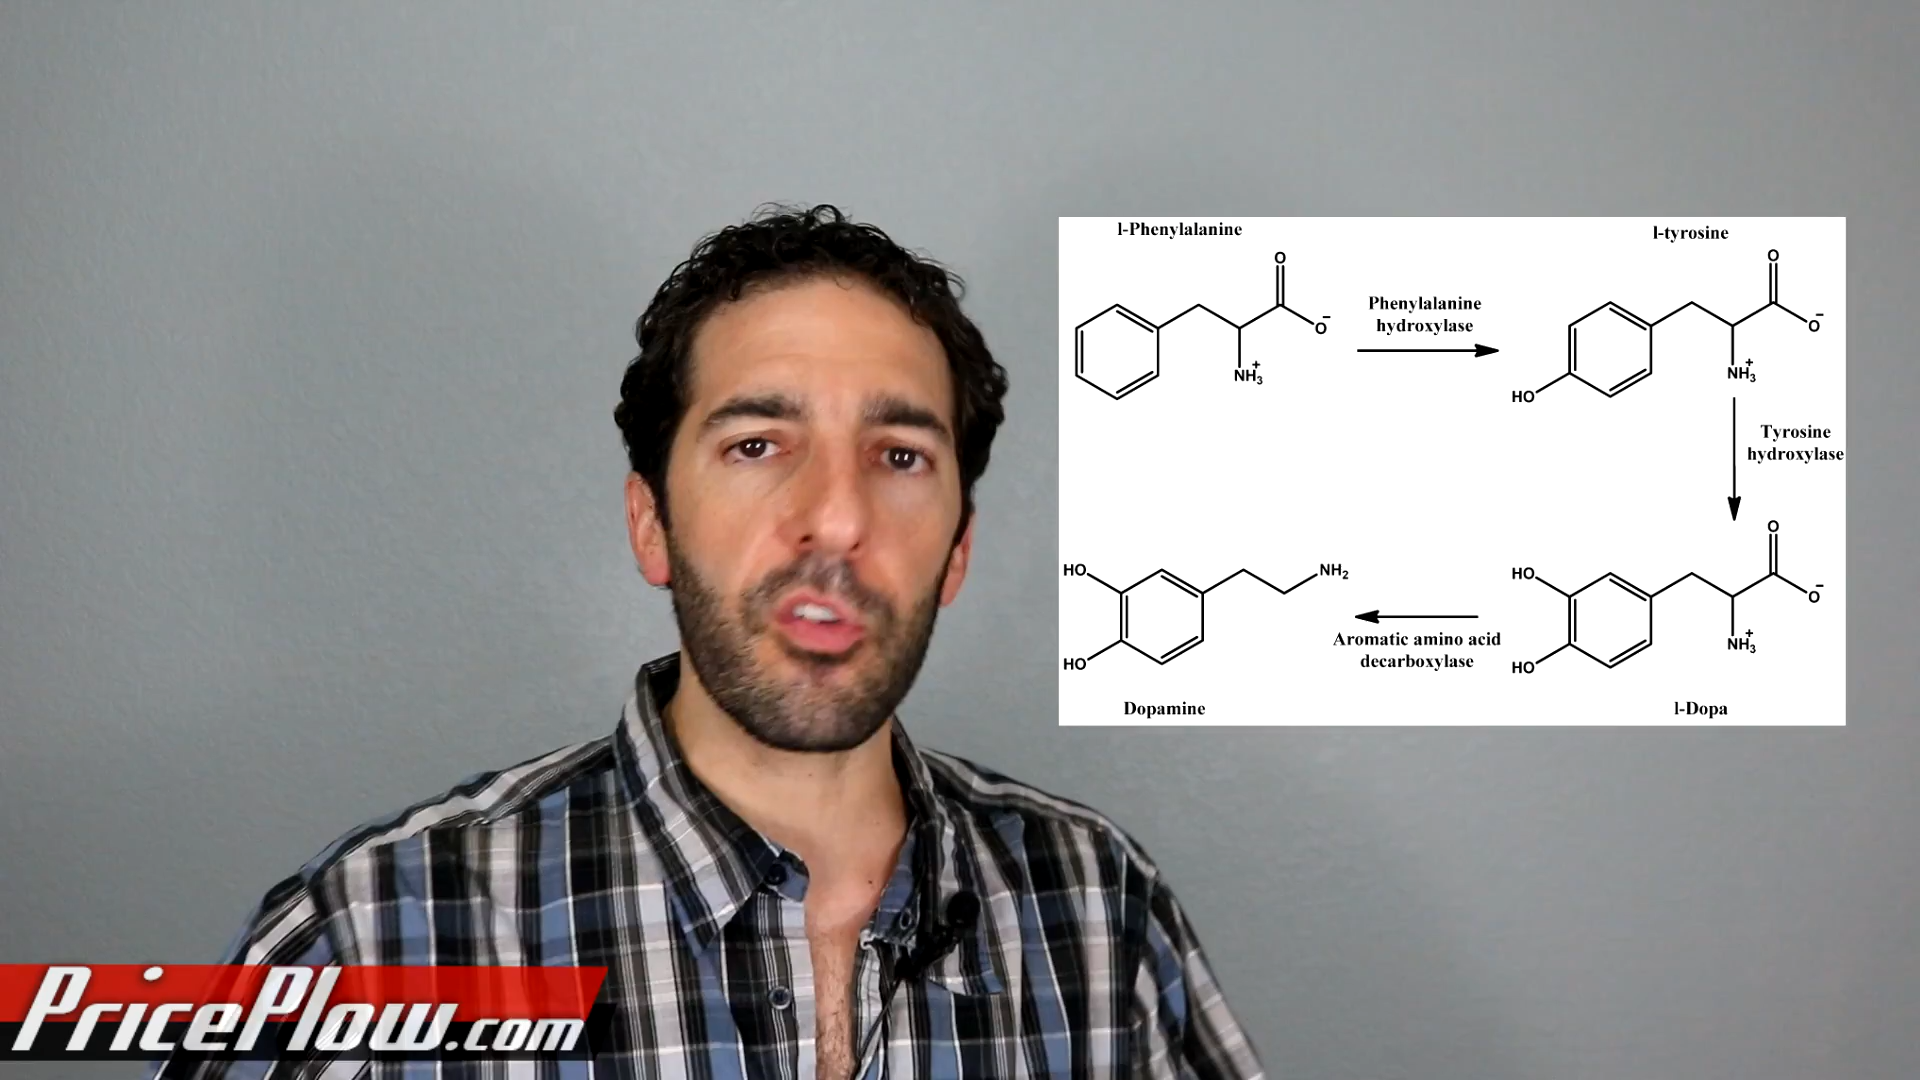 l-Phenylalanine
l-tyrosine
O
O
Phenylalanine
hydroxylase
O−
O−
NH3+
NH3+
HO
Tyrosine
hydroxylase
O
HO
NH2
HO
O−
Aromatic amino acid
decarboxylase
NH3+
HO
HO
Dopamine
l-Dopa
PricePlow.com